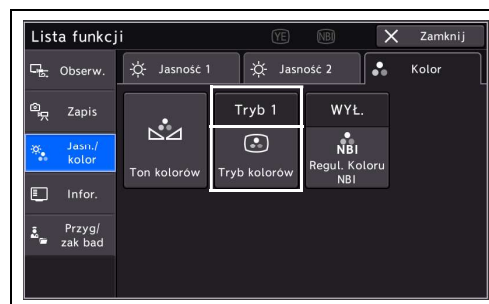 Lista funkcji
YE
NBI
Zamknij
Obserw.
Jasność 1
Jasność 2
Kolor
Zapis
Jasn./
kolor
Infor.
Przyg/
zak bad
Ton kolorów
Tryb 1
Tryb kolorów
WYŁ.
NBI
Regul. Koloru
NBI